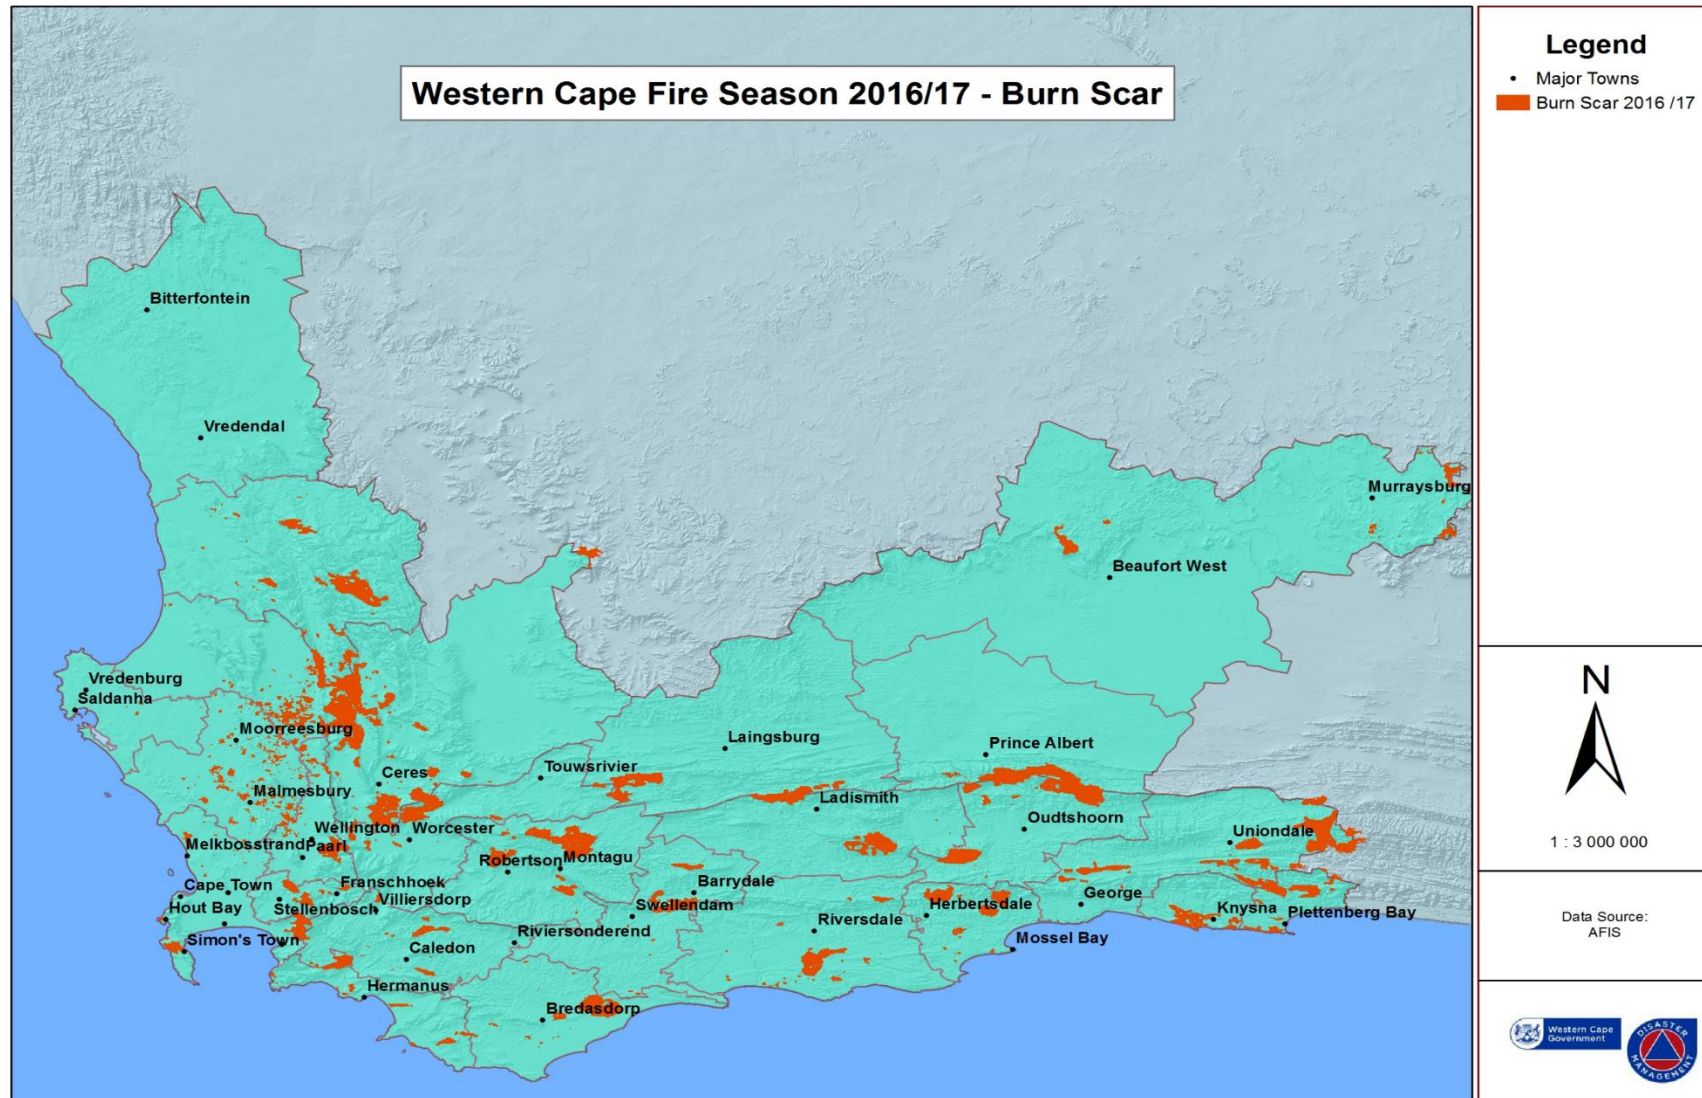 Western Cape Fire Season 2016/17 - Burn Scar
Bitterfontein
Vredendal
Murraysburg
Beaufort West
Vredenburg
Saldanha
Moorreesburg
Laingsburg
Prince Albert
Ceres
Touwsrivier
Malmesbury
Ladismith
Wellington
Worcester
Oudtshoorn
Uniondale
Melkbosstrand
Paarl
Robertson
Montagu
Cape Town
Franschhoek
Barrydale
George
Hout Bay
Stellenbosch
Villiersdorp
Swellendam
Riversdale
Herbertsdale
Knysna
Plettenberg Bay
Simon's Town
Caledon
Riviersonderend
Mossel Bay
Hermanus
Bredasdorp
Legend
Major Towns
Burn Scar 2016 /17
N
1 : 3 000 000
Data Source:
AFIS
Western Cape
Government
DISASTER
MANAGEMENT